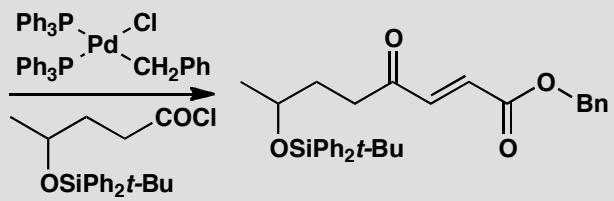 Ph₃P Cl
Pd
Ph₃P CH₂Ph
COCl
OSiPh₂t-Bu
O
O
Bn
OSiPh₂t-Bu
O